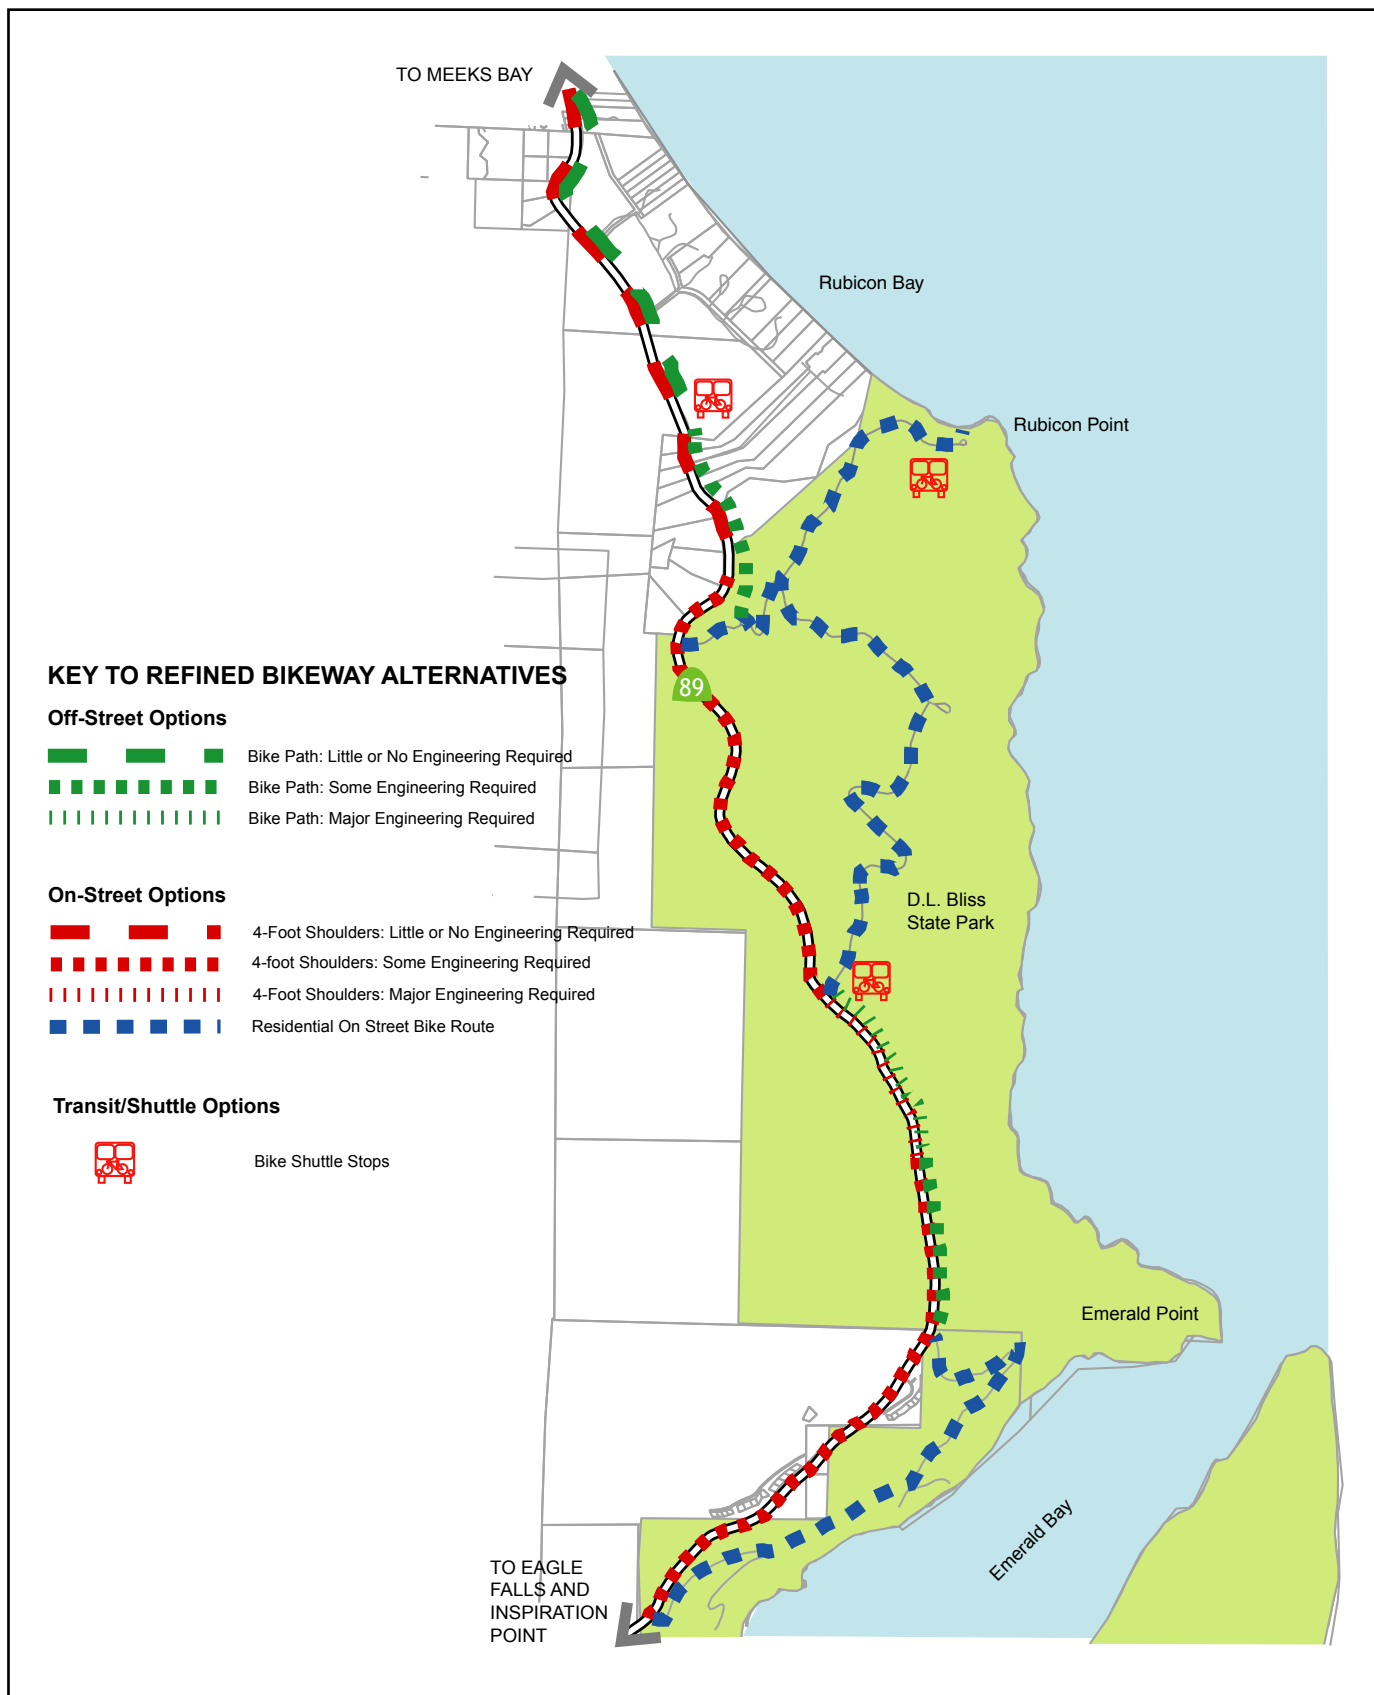 TO MEEKS BAY
Rubicon Bay
Rubicon Point
KEY TO REFINED BIKEWAY ALTERNATIVES
89
Off-Street Options
Bike Path: Little or No Engineering Required
Bike Path: Some Engineering Required
Bike Path: Major Engineering Required
On-Street Options
4-Foot Shoulders: Little or No Engineering Required
4-foot Shoulders: Some Engineering Required
4-Foot Shoulders: Major Engineering Required
Residential On Street Bike Route
D.L. Bliss
State Park
Transit/Shuttle Options
Bike Shuttle Stops
Emerald Point
Emerald Bay
TO EAGLE
FALLS AND
INSPIRATION
POINT